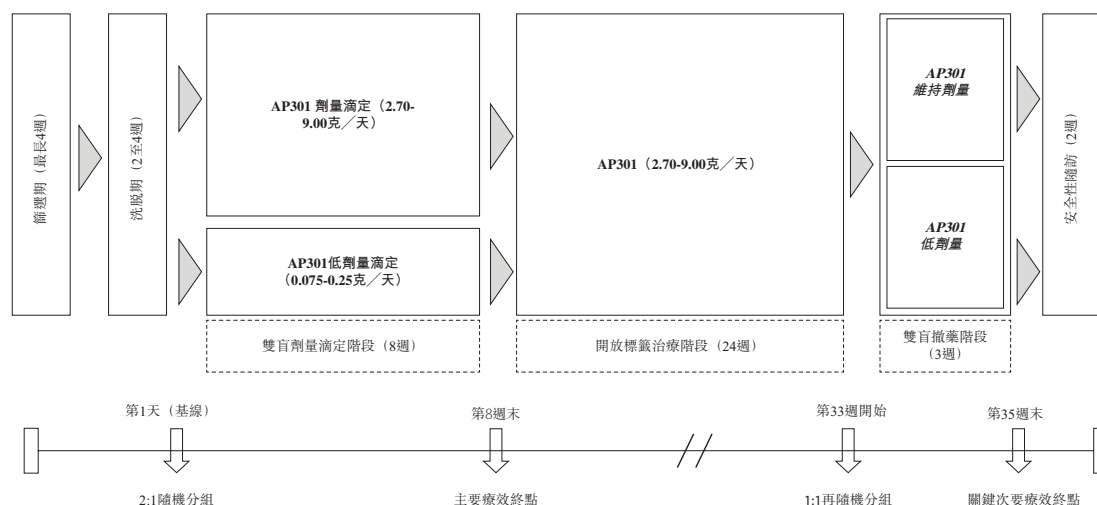 篩選期（最長4週）
洗脫期（2至4週）
AP301 劑量滴定（2.70-
9.00克／天）
AP301低劑量滴定
（0.075-0.25克／天）
AP301（2.70-9.00克／天）
AP301
維持劑量
AP301
低劑量
安全性隨訪（2週）
雙盲劑量滴定階段（8週）
開放標籤治療階段（24週）
雙盲撤藥階段
（3週）
第1天（基線）
第8週末
第33週開始
第35週末
2:1隨機分組
主要療效終點
1:1再隨機分組
關鍵次要療效終點